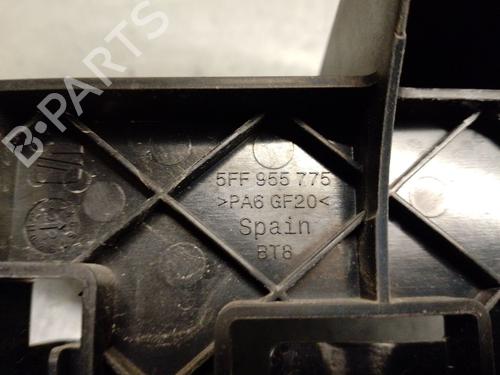 B-PARTS
5FF 955 775
>PA6 GF20<
Spain
BT8